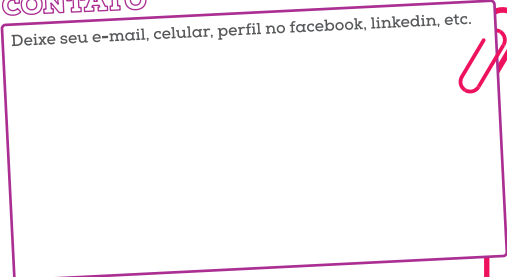 CONTATO
Deixe seu e-mail, celular, perfil no facebook, linkedin, etc.